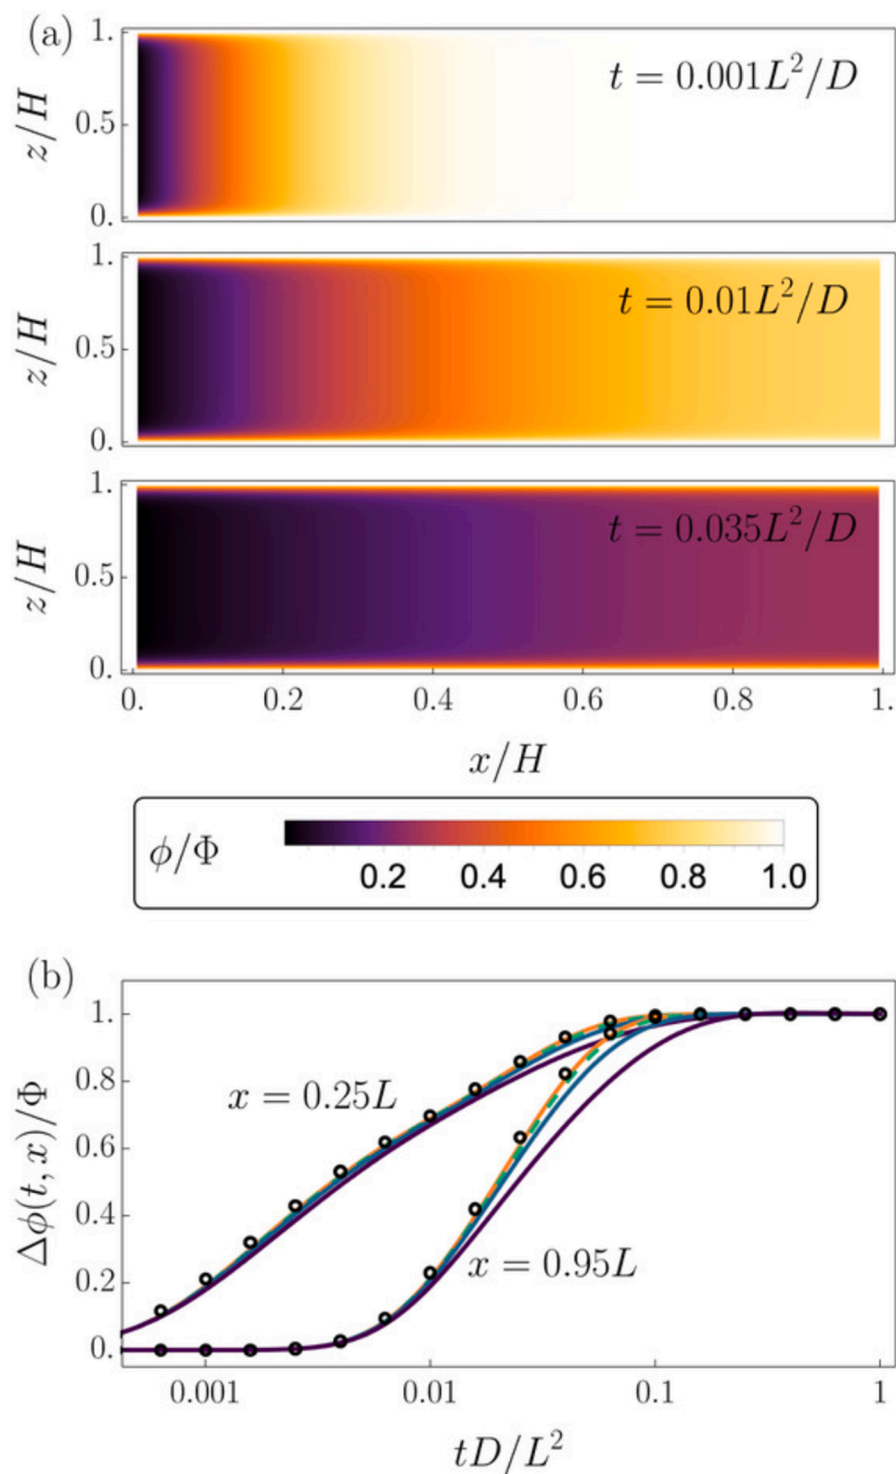 (a)
1.
z/H
0.5
0.
t = 0.001L²/D
1.
z/H
0.5
0.
t = 0.01L²/D
1.
z/H
0.5
0.
t = 0.035L²/D
0. 0.2 0.4 0.6 0.8 1.
x/H
ϕ/Φ
0.2 0.4 0.6 0.8 1.0
(b)
Δϕ(t, x)/Φ
1.
0.8
0.6
0.4
0.2
0.
x = 0.25L
x = 0.95L
0.001 0.01 0.1 1
tD/L²